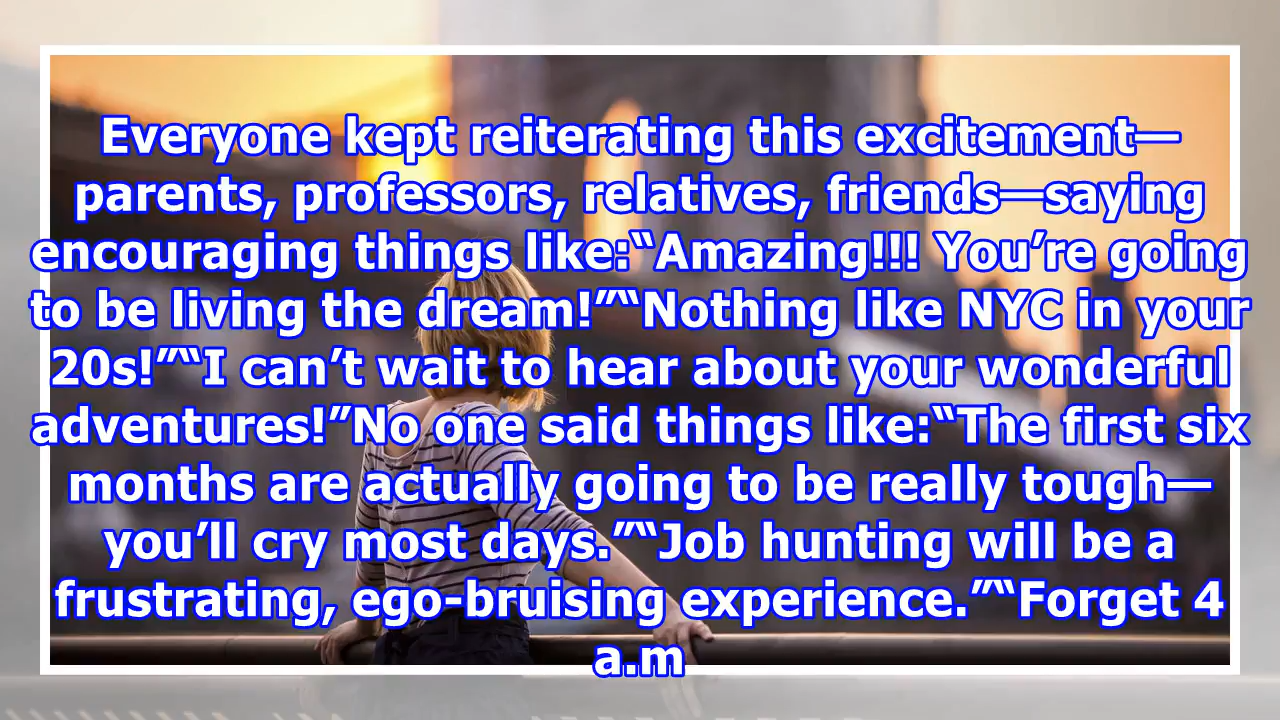 Everyone kept reiterating this excitement—
parents, professors, relatives, friends—saying
encouraging things like:“Amazing!!! You’re going
to be living the dream!”“Nothing like NYC in your
20s!”“I can’t wait to hear about your wonderful
adventures!”No one said things like:“The first six
months are actually going to be really tough—
you’ll cry most days.”“Job hunting will be a
frustrating, ego-bruising experience.”“Forget 4
a.m